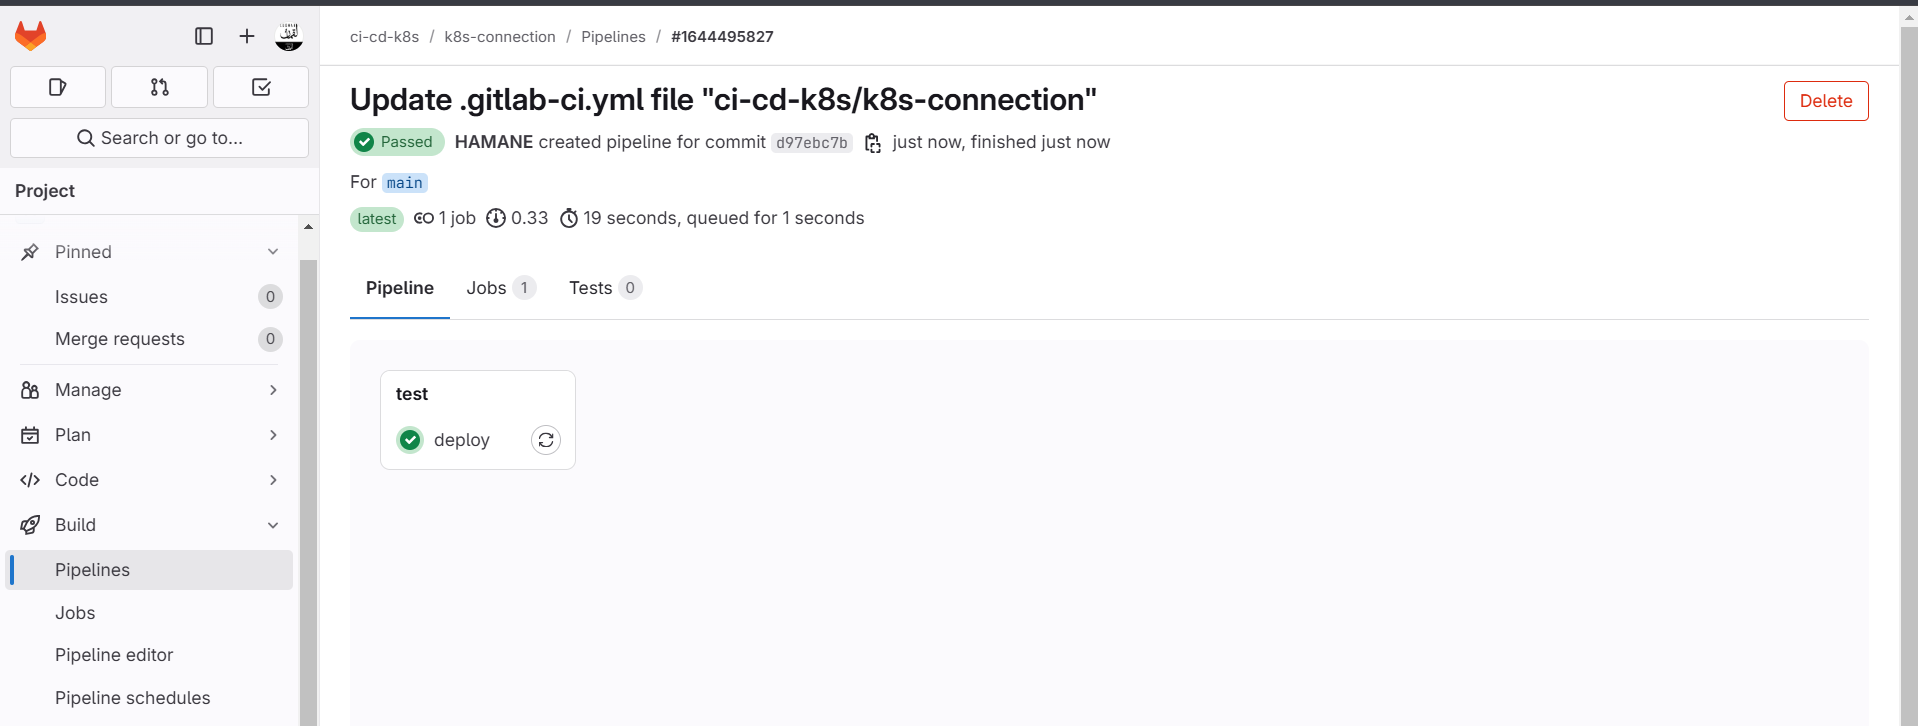 ci-cd-k8s / k8s-connection / Pipelines / #1644495827
Search or go to...
Project
Pinned
Issues 0
Merge requests 0
Manage
Plan
Code
Build
Pipelines
Jobs
Pipeline editor
Pipeline schedules
Update .gitlab-ci.yml file "ci-cd-k8s/k8s-connection"
Delete
Passed HAMANE created pipeline for commit d97ebc7b just now, finished just now
For main
latest 1 job 0.33 19 seconds, queued for 1 seconds
Pipeline Jobs 1 Tests 0
test
deploy